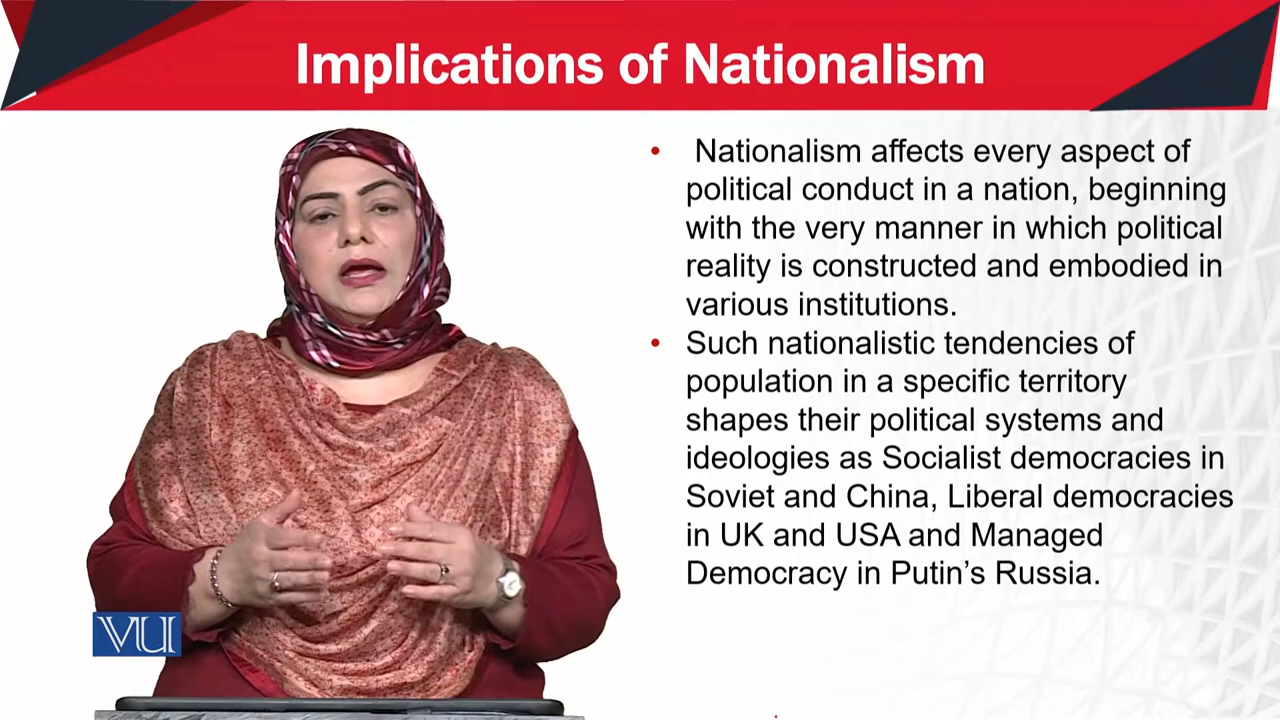 Implications of Nationalism
• Nationalism affects every aspect of
political conduct in a nation, beginning
with the very manner in which political
reality is constructed and embodied in
various institutions.
• Such nationalistic tendencies of
population in a specific territory
shapes their political systems and
ideologies as Socialist democracies in
Soviet and China, Liberal democracies
in UK and USA and Managed
Democracy in Putin’s Russia.
VU